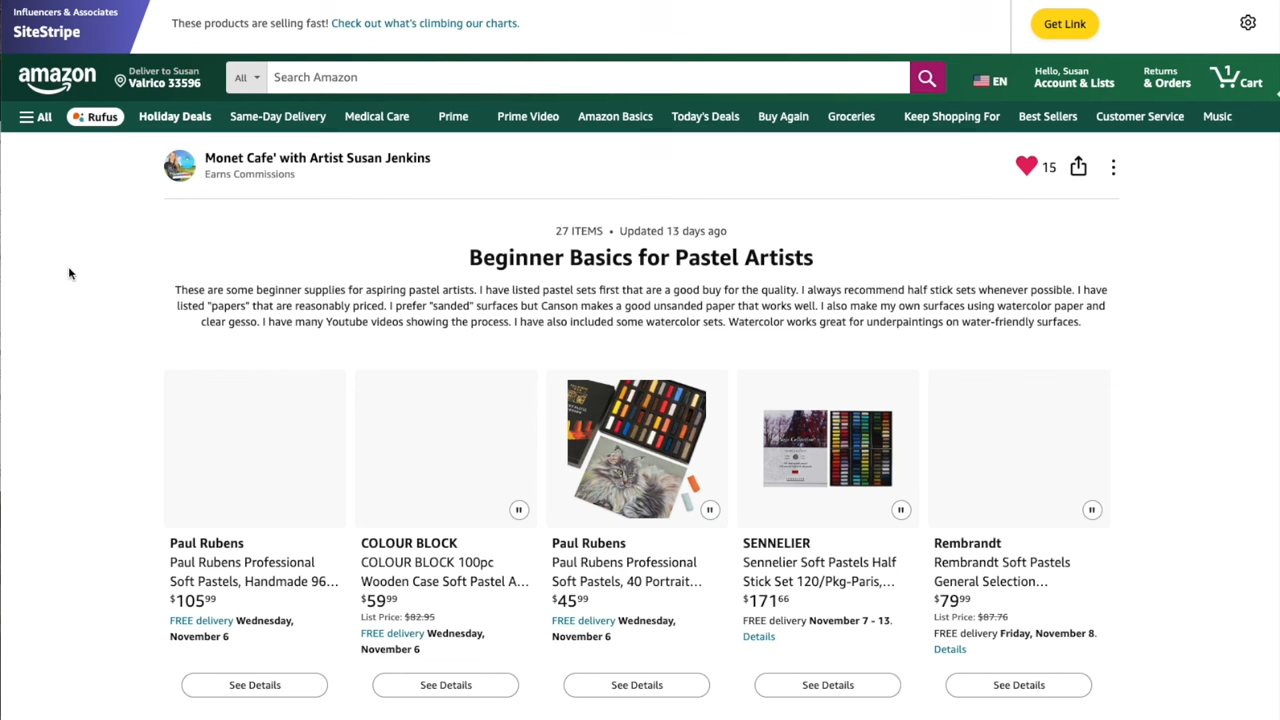 Influencers & Associates
SiteStripe
These products are selling fast! Check out what's climbing our charts.
Get Link
amazon
Deliver to Susan
Valrico 33596
All
Search Amazon
EN
Hello, Susan
Account & Lists
Returns
& Orders
1
Cart
All
Rufus
Holiday Deals
Same-Day Delivery
Medical Care
Prime
Prime Video
Amazon Basics
Today's Deals
Buy Again
Groceries
Keep Shopping For
Best Sellers
Customer Service
Music
Monet Cafe' with Artist Susan Jenkins
Earns Commissions
15
27 ITEMS • Updated 13 days ago
Beginner Basics for Pastel Artists
These are some beginner supplies for aspiring pastel artists. I have listed pastel sets first that are a good buy for the quality. I always recommend half stick sets whenever possible. I have
listed "papers" that are reasonably priced. I prefer "sanded" surfaces but Canson makes a good unsanded paper that works well. I also make my own surfaces using watercolor paper and
clear gesso. I have many Youtube videos showing the process. I have also included some watercolor sets. Watercolor works great for underpaintings on water-friendly surfaces.
Paul Rubens
Paul Rubens Professional
Soft Pastels, Handmade 96...
$10599
FREE delivery Wednesday,
November 6
See Details
COLOUR BLOCK
COLOUR BLOCK 100pc
Wooden Case Soft Pastel A...
$5999
List Price: $82.95
FREE delivery Wednesday,
November 6
See Details
Paul Rubens
Paul Rubens Professional
Soft Pastels, 40 Portrait...
$4599
FREE delivery Wednesday,
November 6
See Details
SENNELIER
Sennelier Soft Pastels Half
Stick Set 120/Pkg-Paris,...
$17166
FREE delivery November 7 - 13.
Details
See Details
Rembrandt
Rembrandt Soft Pastels
General Selection...
$7999
List Price: $87.76
FREE delivery Friday, November 8.
Details
See Details